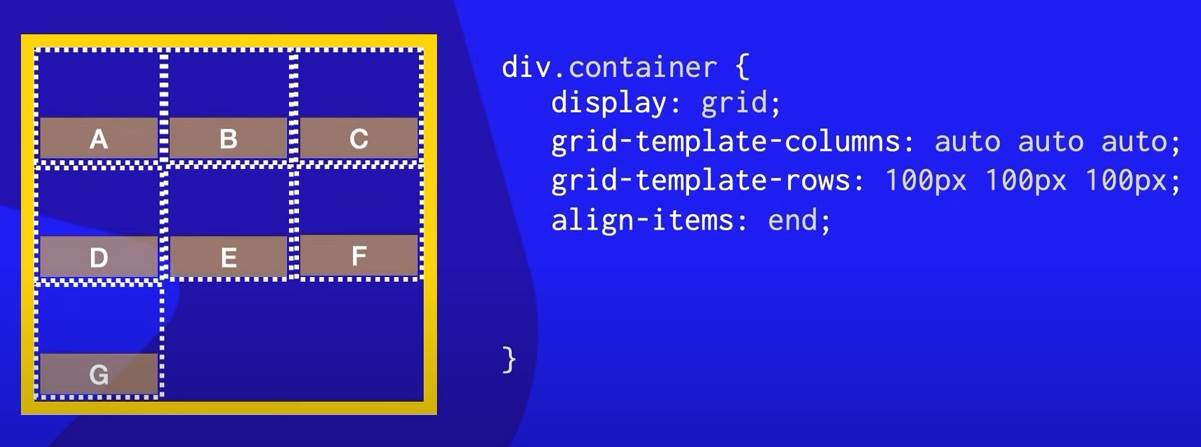 A B C
D E F
G
div.container {
display: grid;
grid-template-columns: auto auto auto;
grid-template-rows: 100px 100px 100px;
align-items: end;
}